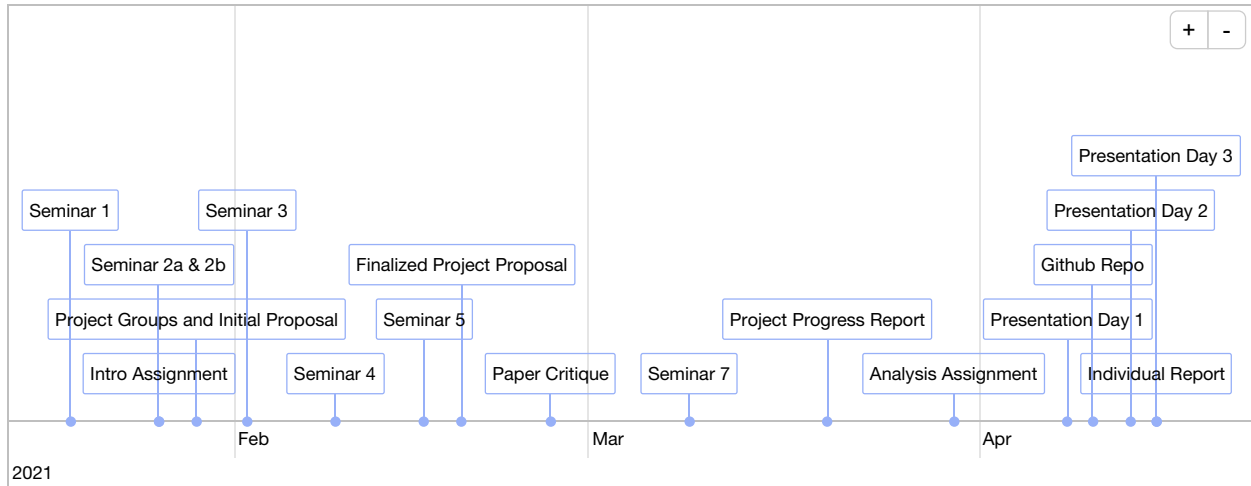 + -
Presentation Day 3
Seminar 1
Seminar 3
Presentation Day 2
Seminar 2a & 2b
Finalized Project Proposal
Github Repo
Project Groups and Initial Proposal
Seminar 5
Project Progress Report
Presentation Day 1
Intro Assignment
Seminar 4
Paper Critique
Seminar 7
Analysis Assignment
Individual Report
Feb
Mar
Apr
2021